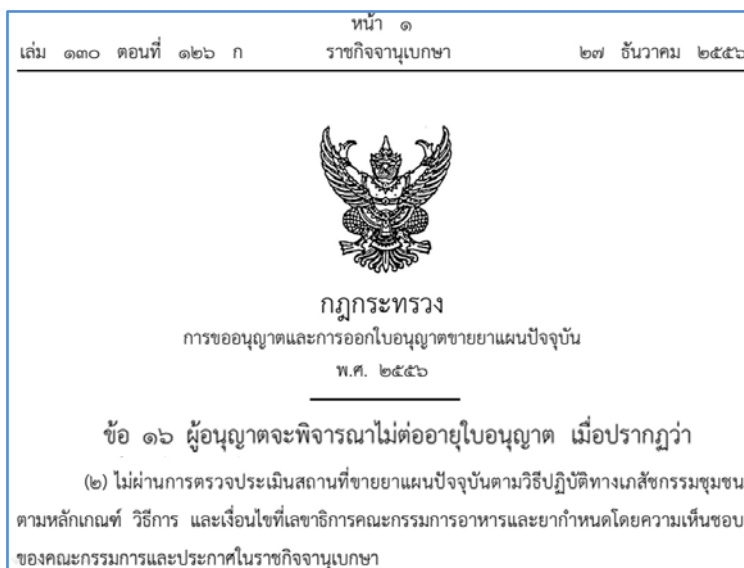 หน้า ๑
เล่ม ๑๓๐ ตอนที่ ๑๒๖ ก ราชกิจจานุเบกษา ๒๗ ธันวาคม ๒๕๕๖
กฎกระทรวง
การขออนุญาตและการออกใบอนุญาตขายยาแผนปัจจุบัน
พ.ศ. ๒๕๕๖
ข้อ ๑๖ ผู้อนุญาตจะพิจารณาไม่ต่ออายุใบอนุญาต เมื่อปรากฏว่า
(๒) ไม่ผ่านการตรวจประเมินสถานที่ขายยาแผนปัจจุบันตามวิธีปฏิบัติทางเภสัชกรรมชุมชน
ตามหลักเกณฑ์ วิธีการ และเงื่อนไขที่เลขาธิการคณะกรรมการอาหารและยากำหนดโดยความเห็นชอบ
ของคณะกรรมการและประกาศในราชกิจจานุเบกษา